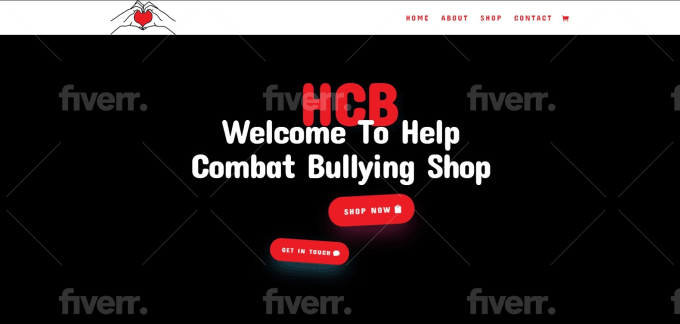 HOME ABOUT SHOP CONTACT
fiverr. fiverr. fiverr.
HCB
Welcome To Help
Combat Bullying Shop
SHOP NOW
GET IN TOUCH
fiverr. fiverr. fiverr.